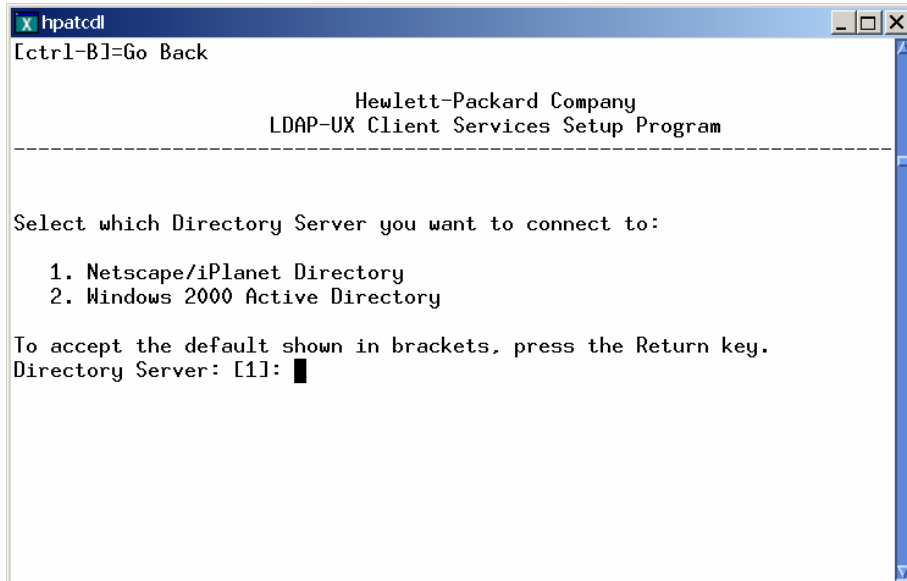 X hpatcdl
[ctrl-B]=Go Back
Hewlett-Packard Company
LDAP-UX Client Services Setup Program
--------------------------------------------------------------------------
Select which Directory Server you want to connect to:
1. Netscape/iPlanet Directory
2. Windows 2000 Active Directory
To accept the default shown in brackets, press the Return key.
Directory Server: [1]: